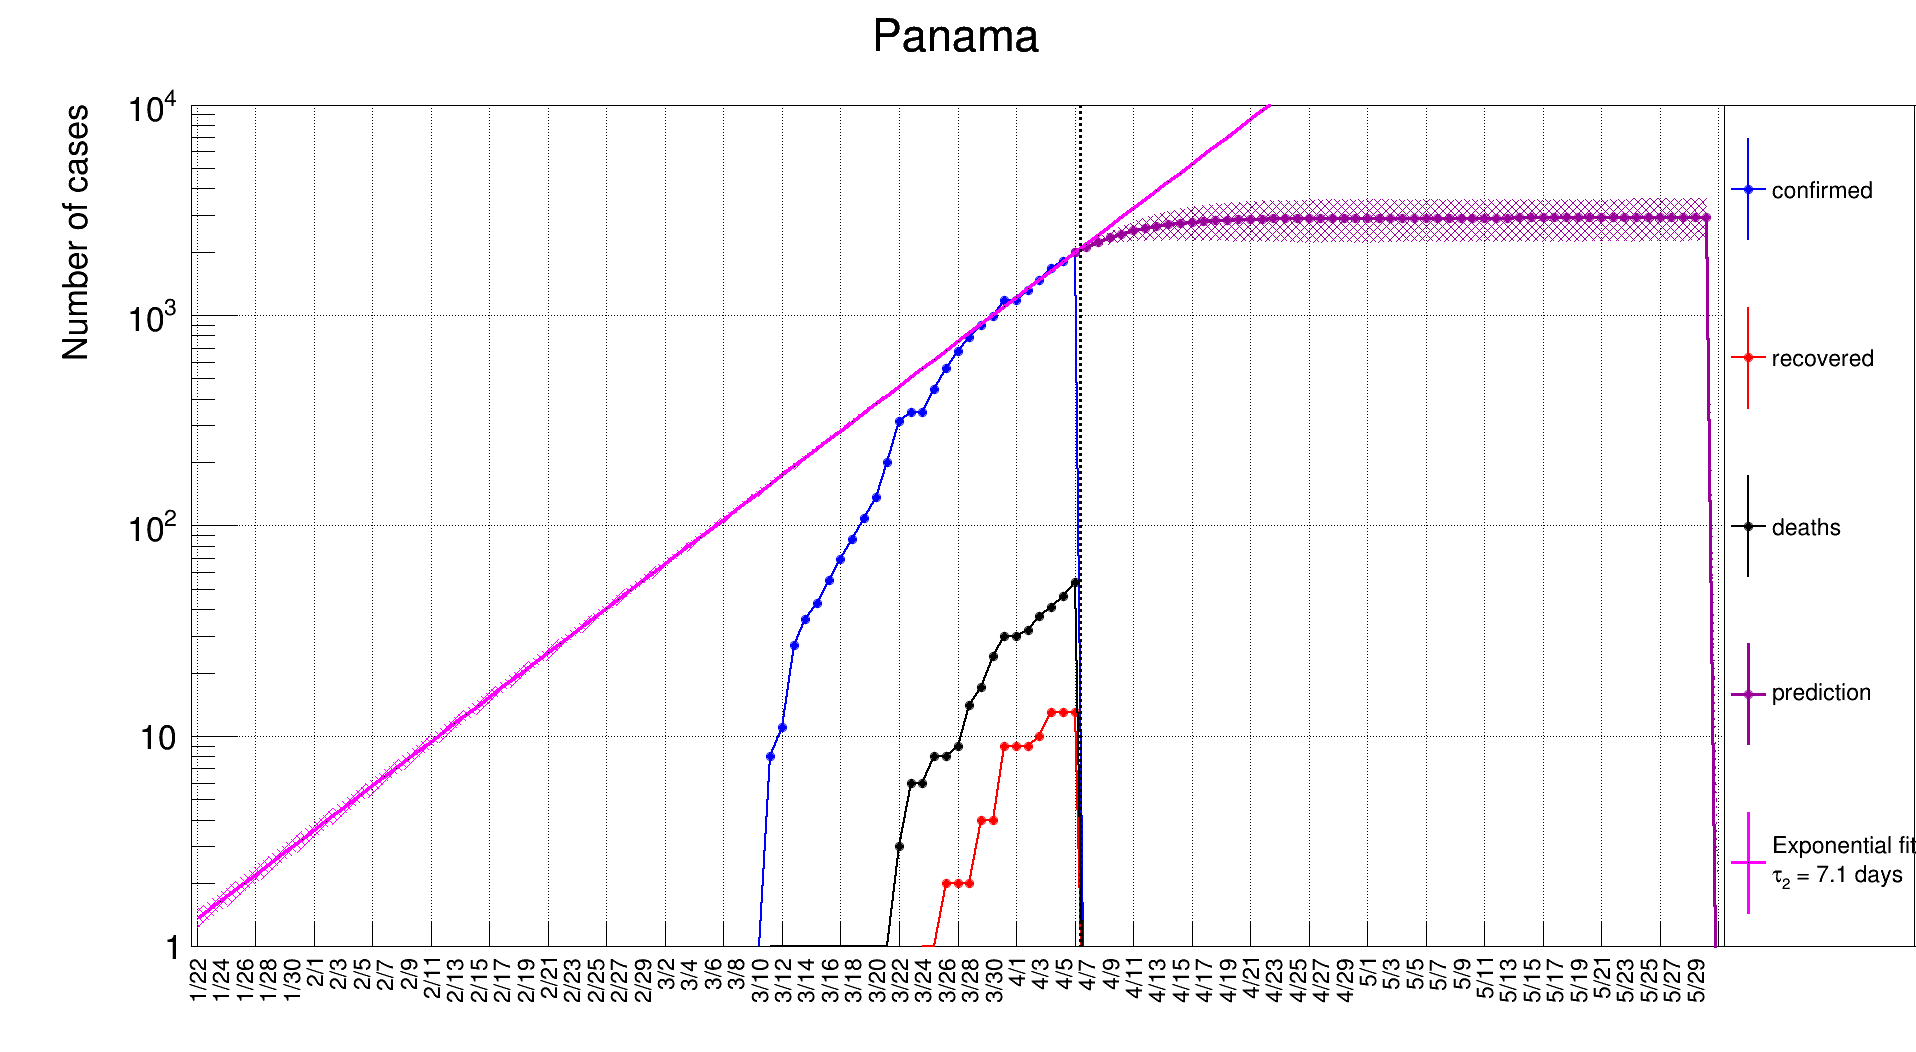 Panama
Number of cases
10^4
10^3
10^2
10
1
1/22 1/24 1/26 1/28 1/30 2/1 2/3 2/5 2/7 2/9 2/11 2/13 2/15 2/17 2/19 2/21 2/23 2/25 2/27 2/29 3/2 3/4 3/6 3/8 3/10 3/12 3/14 3/16 3/18 3/20 3/22 3/24 3/26 3/28 3/30 4/1 4/3 4/5 4/7 4/9 4/11 4/13 4/15 4/17 4/19 4/21 4/23 4/25 4/27 4/29 5/1 5/3 5/5 5/7 5/9 5/11 5/13 5/15 5/17 5/19 5/21 5/23 5/25 5/27 5/29
confirmed
recovered
deaths
prediction
Exponential fit
τ₂ = 7.1 days